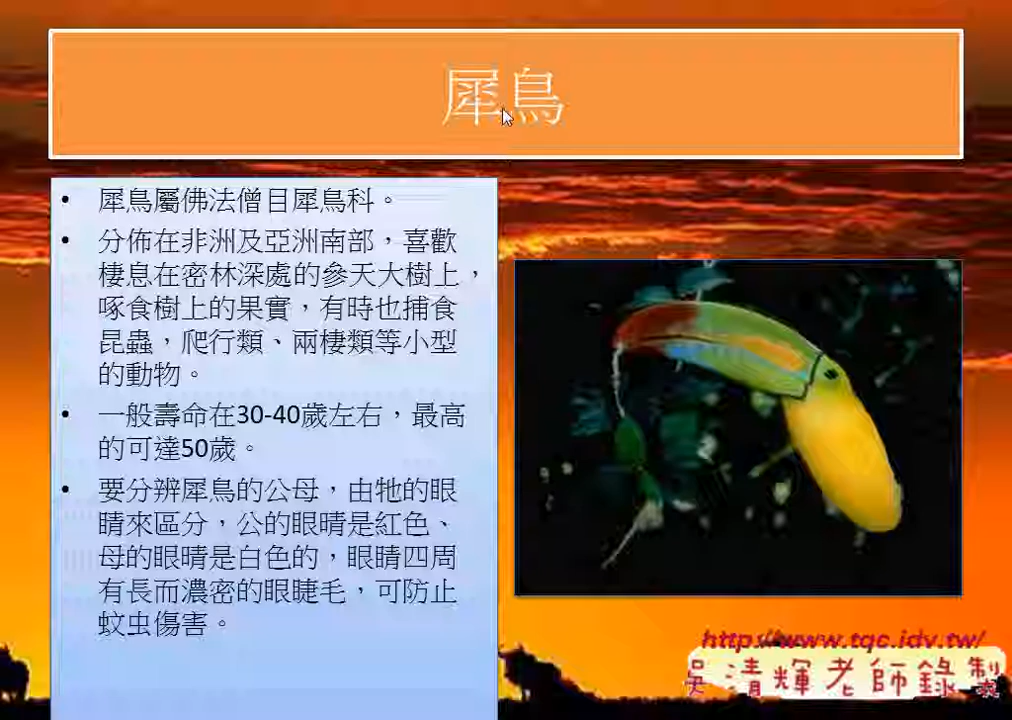 犀鳥
• 犀鳥屬佛法僧目犀鳥科。
• 分佈在非洲及亞洲南部，喜歡
棲息在密林深處的參天大樹上，
啄食樹上的果實，有時也捕食
昆蟲，爬行類、兩棲類等小型
的動物。
• 一般壽命在30-40歲左右，最高
的可達50歲。
• 要分辨犀鳥的公母，由牠的眼
睛來區分，公的眼晴是紅色、
母的眼晴是白色的，眼睛四周
有長而濃密的眼睫毛，可防止
蚊虫傷害。
http://www.tqc.idv.tw/
吳清輝老師錄製